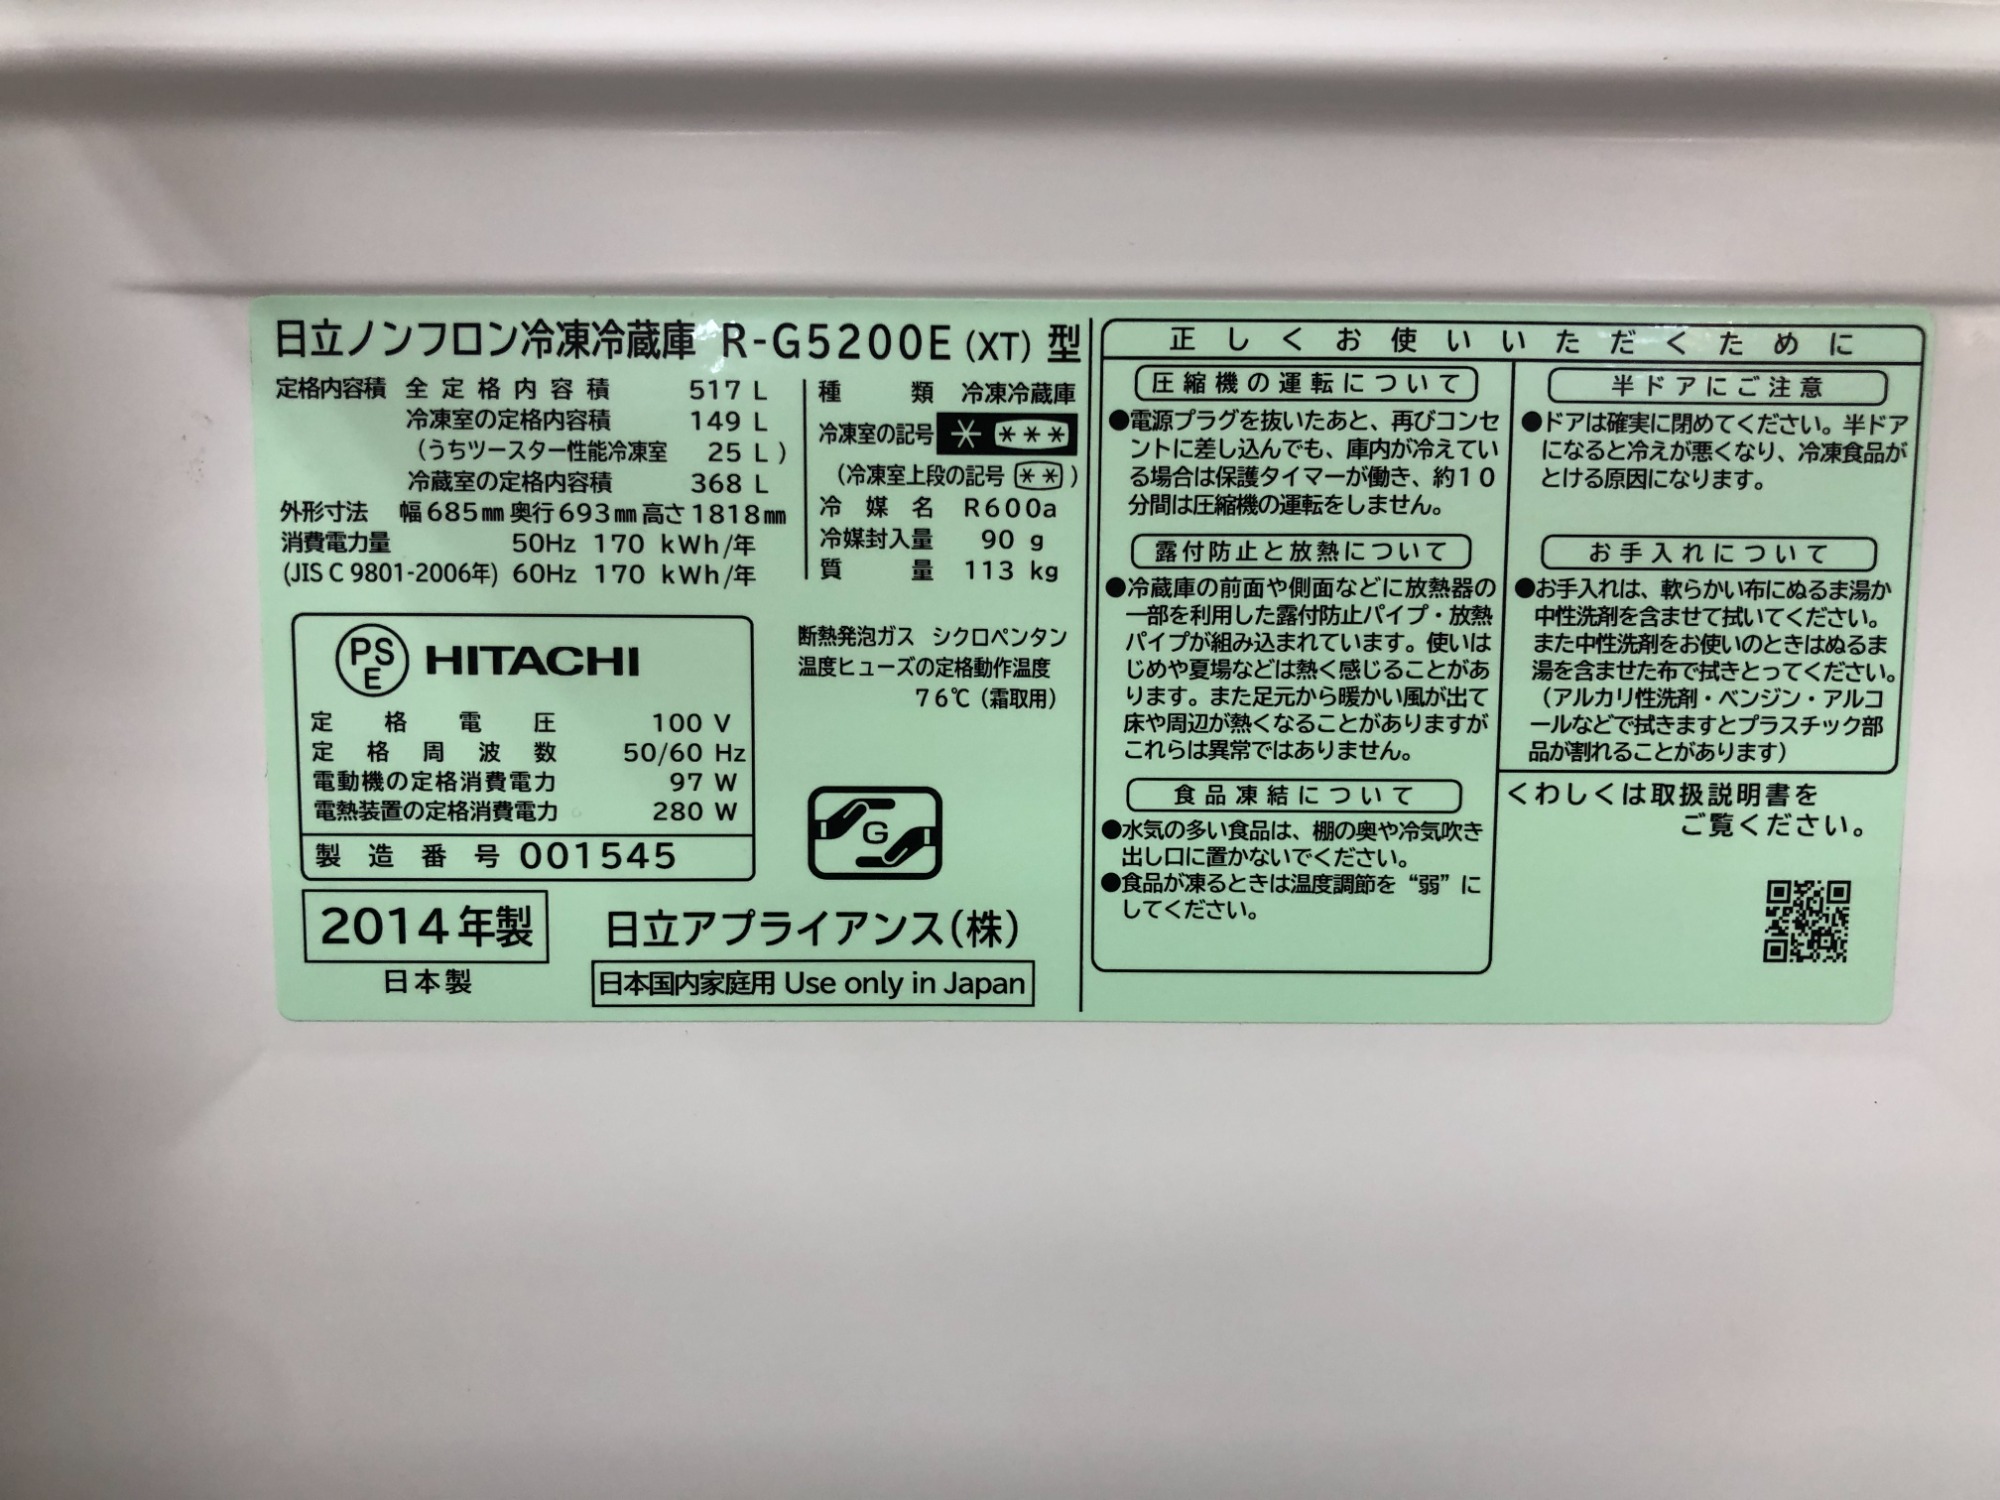 日立ノンフロン冷凍冷蔵庫 R-G5200E (XT) 型
定格内容積 全定格内容積 517 L
冷凍室の定格内容積 149 L
(うちツースター性能冷凍室 25 L)
冷蔵室の定格内容積 368 L
外形寸法 幅685㎜奥行693㎜高さ1818㎜
消費電力量 50Hz 170 kWh/年
(JIS C 9801-2006年) 60Hz 170 kWh/年
種類 冷凍冷蔵庫
冷凍室の記号 * ***
(冷凍室上段の記号 **)
冷媒名 R600a
冷媒封入量 90 g
質量 113 kg
PSE HITACHI
定格電圧 100 V
定格周波数 50/60 Hz
電動機の定格消費電力 97 W
電熱装置の定格消費電力 280 W
製造番号 001545
断熱発泡ガス シクロペンタン
温度ヒューズの定格動作温度
76℃(霜取用)
G
2014年製
日本製
日立アプライアンス(株)
日本国内家庭用 Use only in Japan
正しくお使いいただくために
圧縮機の運転について
●電源プラグを抜いたあと、再びコンセ
ントに差し込んでも、庫内が冷えてい
る場合は保護タイマーが働き、約10
分間は圧縮機の運転をしません。
露付防止と放熱について
●冷蔵庫の前面や側面などに放熱器の
一部を利用した露付防止パイプ・放熱
パイプが組み込まれています。使いは
じめや夏場などは熱く感じることがあ
ります。また足元から暖かい風が出て
床や周辺が熱くなることがありますが
これらは異常ではありません。
食品凍結について
●水気の多い食品は、棚の奥や冷気吹き
出し口に置かないでください。
●食品が凍るときは温度調節を“弱”に
してください。
半ドアにご注意
●ドアは確実に閉めてください。半ドア
になると冷えが悪くなり、冷凍食品が
とける原因になります。
お手入れについて
●お手入れは、軟らかい布にぬるま湯か
中性洗剤を含ませて拭いてください。
また中性洗剤をお使いのときはぬるま
湯を含ませた布で拭きとってください。
(アルカリ性洗剤・ベンジン・アルコ
ールなどで拭きますとプラスチック部
品が割れることがあります)
くわしくは取扱説明書を
ご覧ください。